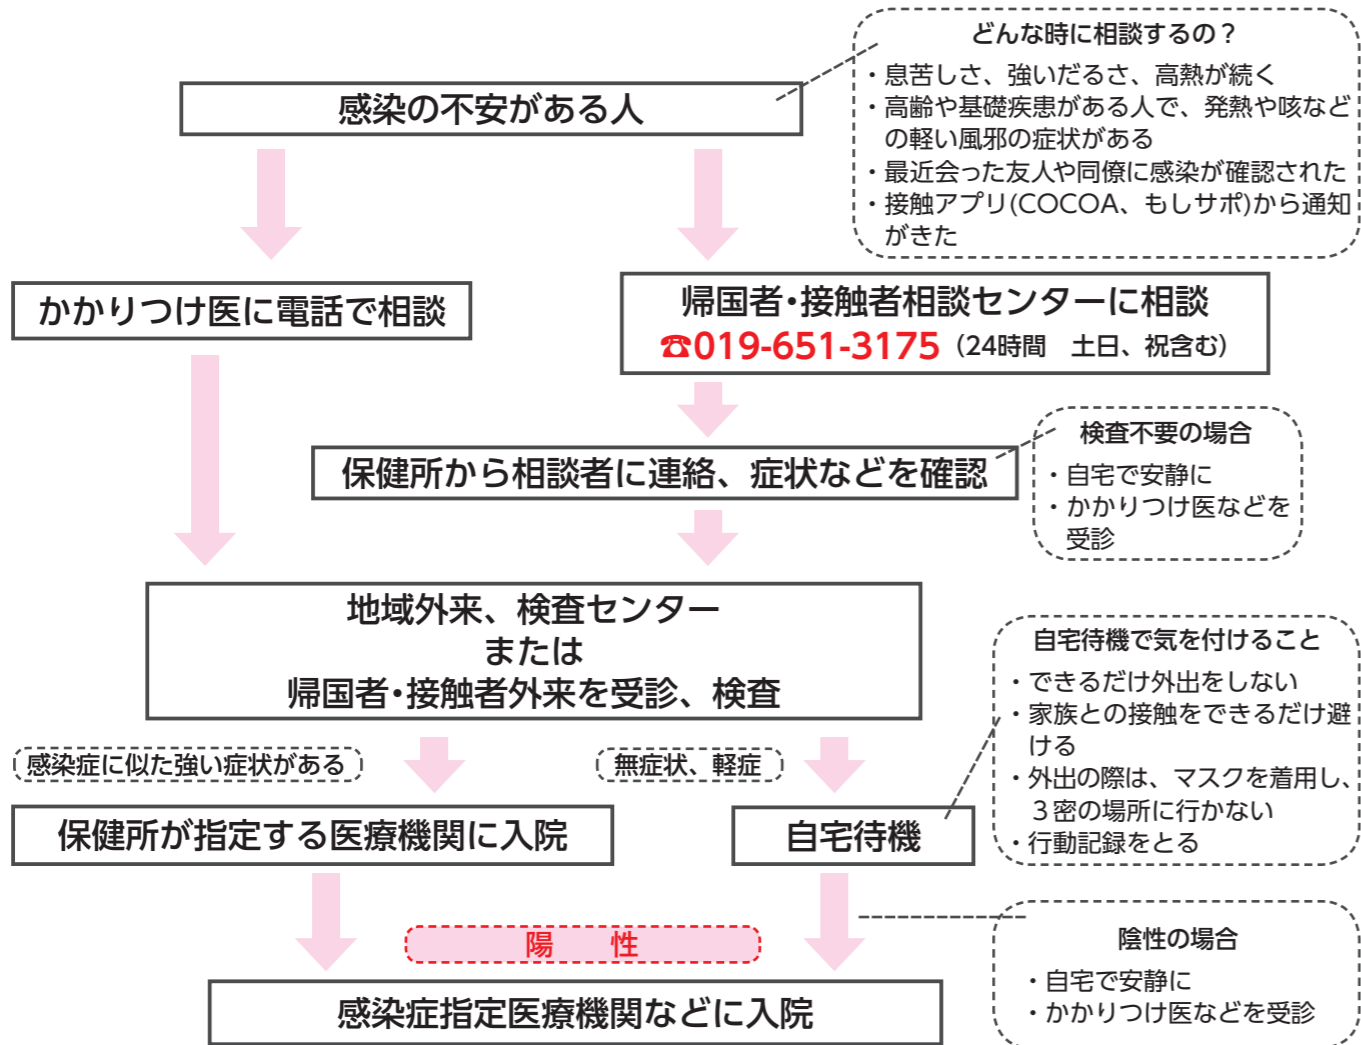 どんな時に相談するの？
・息苦しさ、強いだるさ、高熱が続く
・高齢や基礎疾患がある人で、発熱や咳など
の軽い風邪の症状がある
・最近会った友人や同僚に感染が確認された
・接触アプリ(COCOA、もしサポ)から通知
がきた
感染の不安がある人
かかりつけ医に電話で相談
帰国者・接触者相談センターに相談
☎019-651-3175（24時間　土日、祝含む）
保健所から相談者に連絡、症状などを確認
検査不要の場合
・自宅で安静に
・かかりつけ医などを
受診
地域外来、検査センター
または
帰国者・接触者外来を受診、検査
自宅待機で気を付けること
・できるだけ外出をしない
・家族との接触をできるだけ避
ける
・外出の際は、マスクを着用し、
３密の場所に行かない
・行動記録をとる
感染症に似た強い症状がある
無症状、軽症
保健所が指定する医療機関に入院
自宅待機
陽　性
陰性の場合
・自宅で安静に
・かかりつけ医などを受診
感染症指定医療機関などに入院